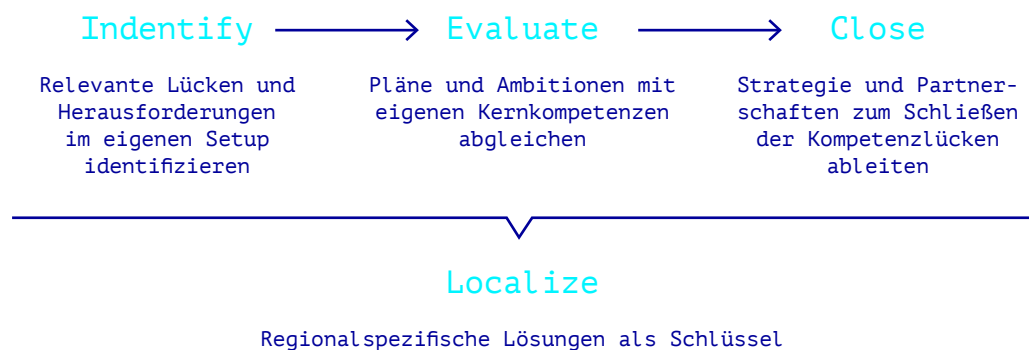 Indentify
Evaluate
Close
Relevante Lücken und
Herausforderungen
im eigenen Setup
identifizieren
Pläne und Ambitionen mit
eigenen Kernkompetenzen
abgleichen
Strategie und Partner-
schaften zum Schließen
der Kompetenzlücken
ableiten
Localize
Regionalspezifische Lösungen als Schlüssel